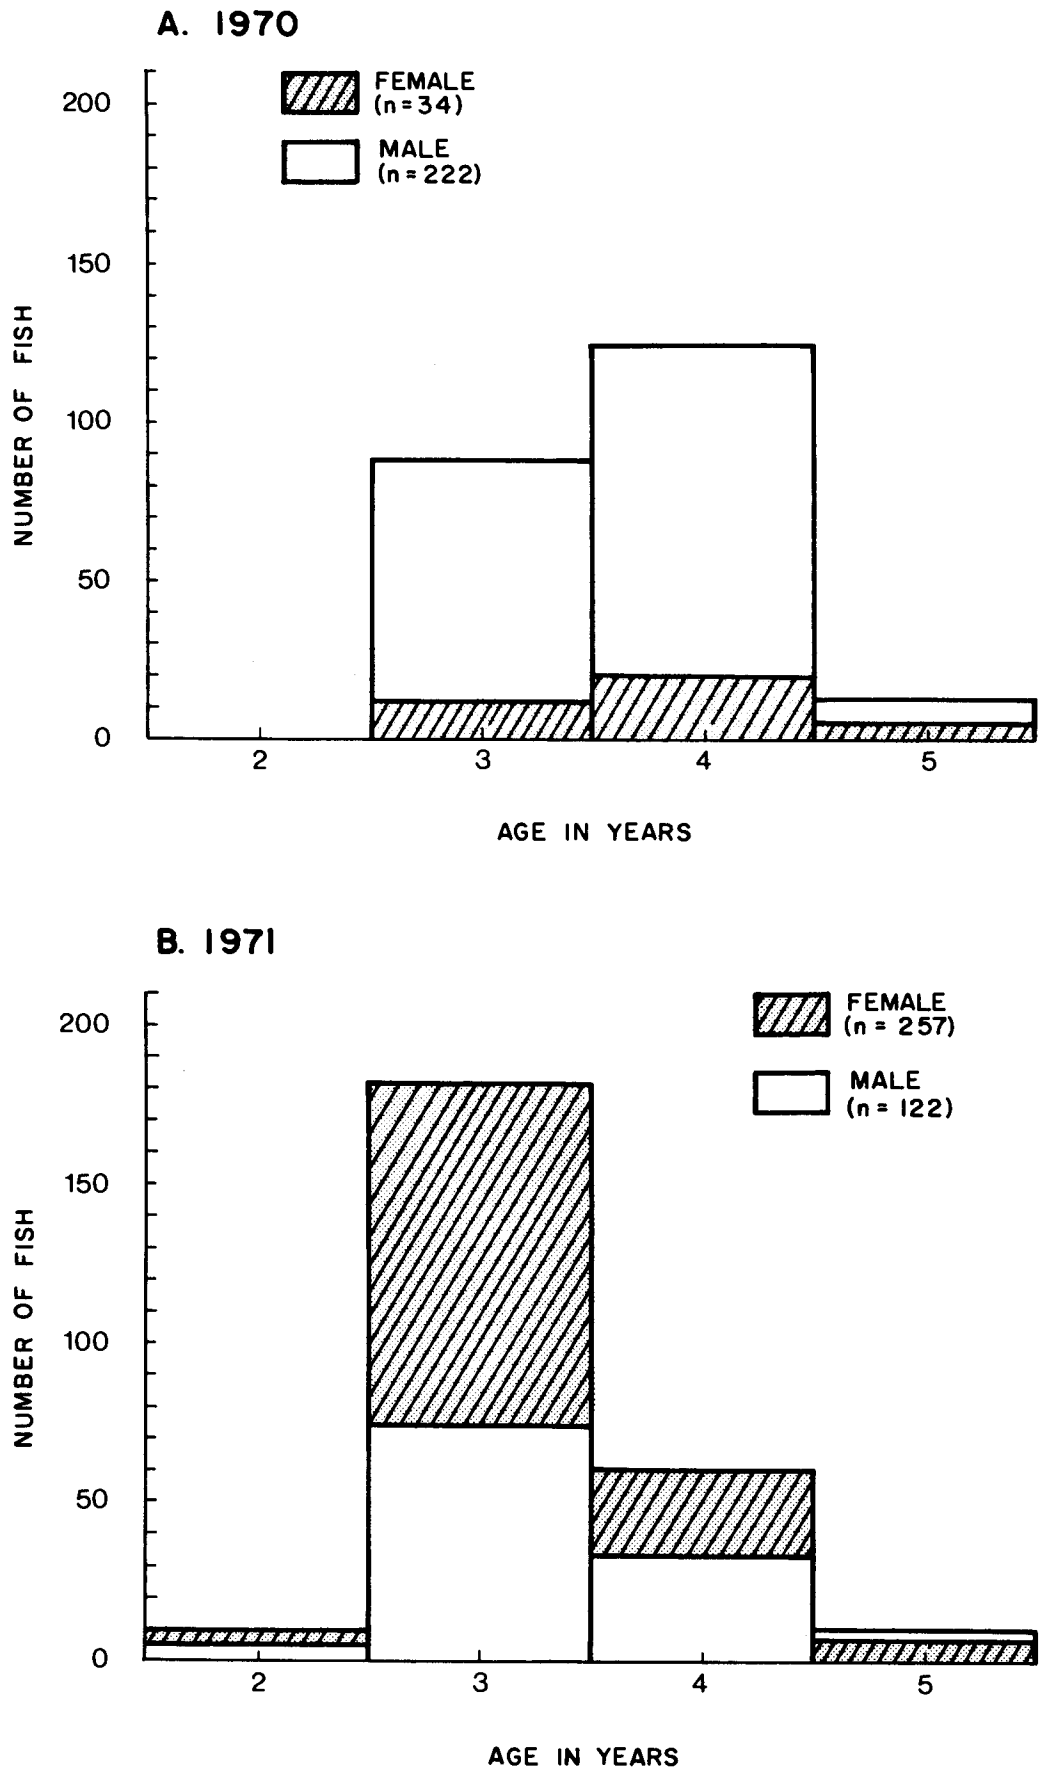 A. 1970
FEMALE
(n=34)
MALE
(n=222)
200
150
100
50
0
NUMBER OF FISH
2 3 4 5
AGE IN YEARS
B. 1971
FEMALE
(n= 257)
MALE
(n= 122)
200
150
100
50
0
NUMBER OF FISH
2 3 4 5
AGE IN YEARS